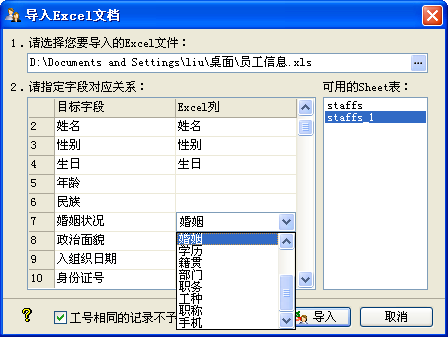 导入Excel文档
1.请选择您要导入的Excel文件：
D:\Documents and Settings\liu\桌面\员工信息.xls
...
2.请指定字段对应关系：
可用的Sheet表：
目标字段 Excel列
2 姓名 姓名
3 性别 性别
4 生日 生日
5 年龄
6 民族
7 婚姻状况 婚姻
8 政治面貌
9 入组织日期
10 身份证号
婚姻
学历
籍贯
部门
职务
工种
职称
手机
staffs
staffs_1
?
工号相同的记录不予
导入
取消